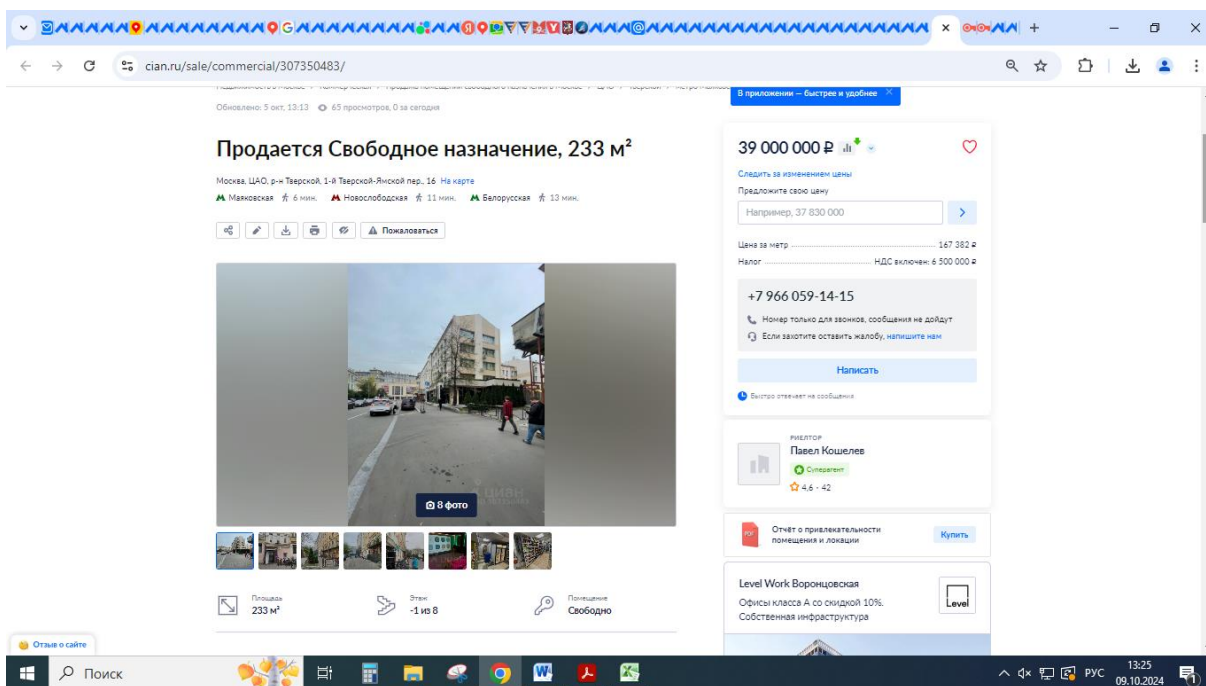 cian.ru/sale/commercial/307350483/
Обновлено: 5 окт, 13:13 65 просмотров, 0 за сегодня
В приложении — быстрее и удобнее
Продается Свободное назначение, 233 м²
Москва, ЦАО, р-н Тверской, 1-й Тверской-Ямской пер., 16 На карте
Маяковская 6 мин. Новослободская 11 мин. Белорусская 13 мин.
Пожаловаться
39 000 000 ₽
Следить за изменением цены
Предложите свою цену
Например, 37 830 000
Цена за метр 167 382 ₽
Налог НДС включен: 6 500 000 ₽
+7 966 059-14-15
Номер только для звонков, сообщения не дойдут
Если захотите оставить жалобу, напишите нам
Написать
Быстро отвечает на сообщения
РИЕЛТОР
Павел Кошелев
Суперагент
4,6 · 42
ЦИАН
8 фото
PDF
Отчёт о привлекательности
помещения и локации
Купить
Level Work Воронцовская
Офисы класса А со скидкой 10%.
Собственная инфраструктура
Level
Площадь
233 м²
Этаж
-1 из 8
Помещение
Свободно
Отзыв о сайте
Поиск
РУС
13:25
09.10.2024